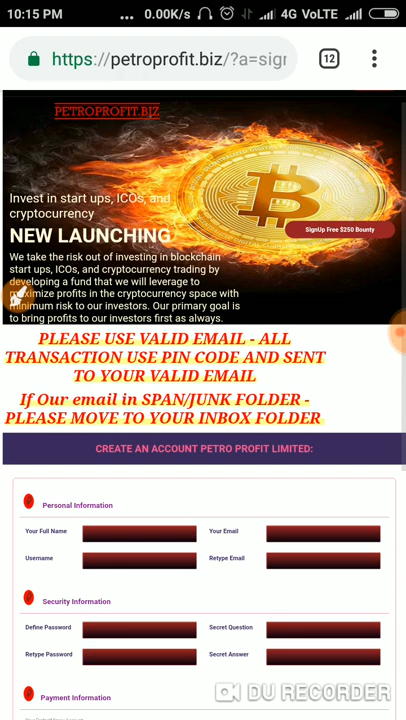 10:15 PM ... 0.00K/s 4G VoLTE
https://petroprofit.biz/?a=sigr
12
PETROPROFIT.BIZ
Invest in start ups, ICOs, and
cryptocurrency
SignUp Free $250 Bounty
NEW LAUNCHING
We take the risk out of investing in blockchain
start ups, ICOs, and cryptocurrency trading by
developing a fund that we will leverage to
maximize profits in the cryptocurrency space with
minimum risk to our investors. Our primary goal is
to bring profits to our investors first as always.
PLEASE USE VALID EMAIL - ALL
TRANSACTION USE PIN CODE AND SENT
TO YOUR VALID EMAIL
If Our email in SPAN/JUNK FOLDER -
PLEASE MOVE TO YOUR INBOX FOLDER
CREATE AN ACCOUNT PETRO PROFIT LIMITED:
Personal Information
Your Full Name Your Email
Username Retype Email
Security Information
Define Password Secret Question
Retype Password Secret Answer
Payment Information
DU RECORDER